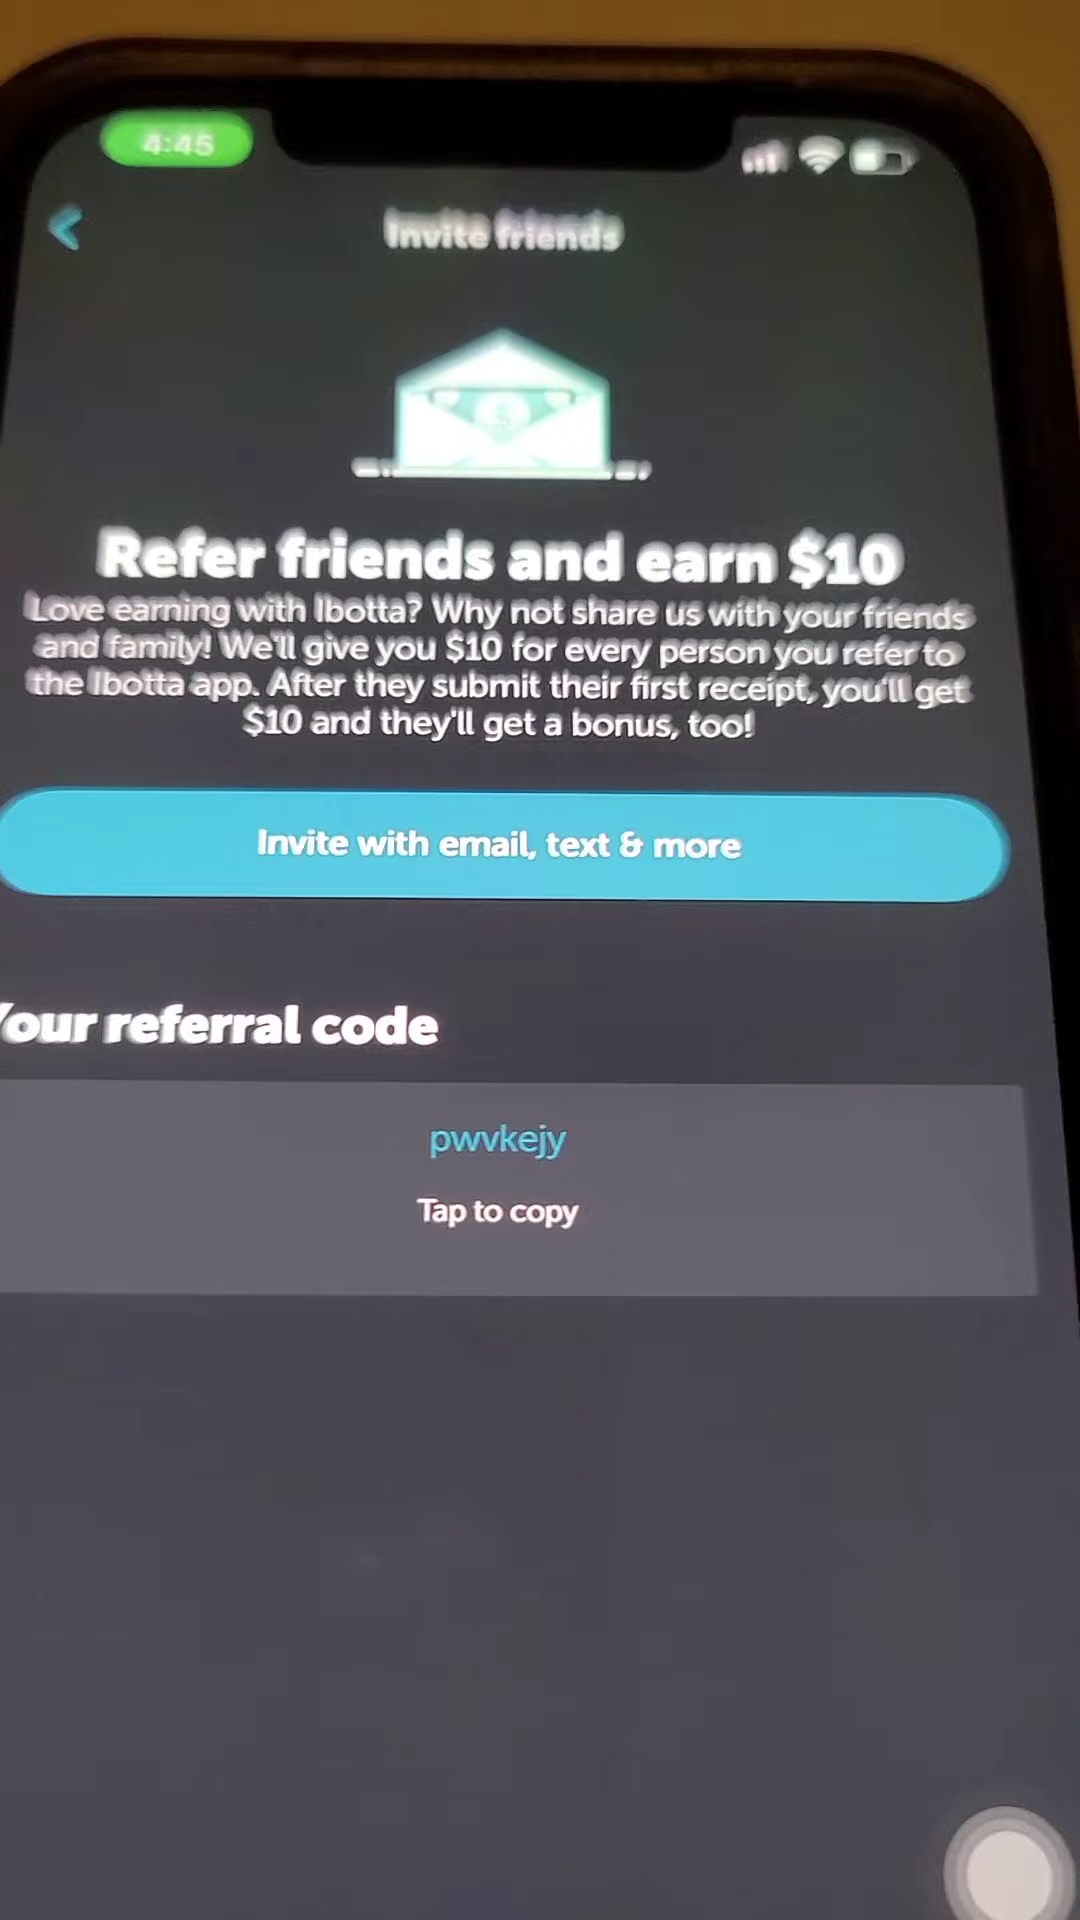 4:45
Invite friends
Refer friends and earn $10
Love earning with Ibotta? Why not share us with your friends
and family! We'll give you $10 for every person you refer to
the Ibotta app. After they submit their first receipt, you'll get
$10 and they'll get a bonus, too!
Invite with email, text & more
Your referral code
pwvkejy
Tap to copy